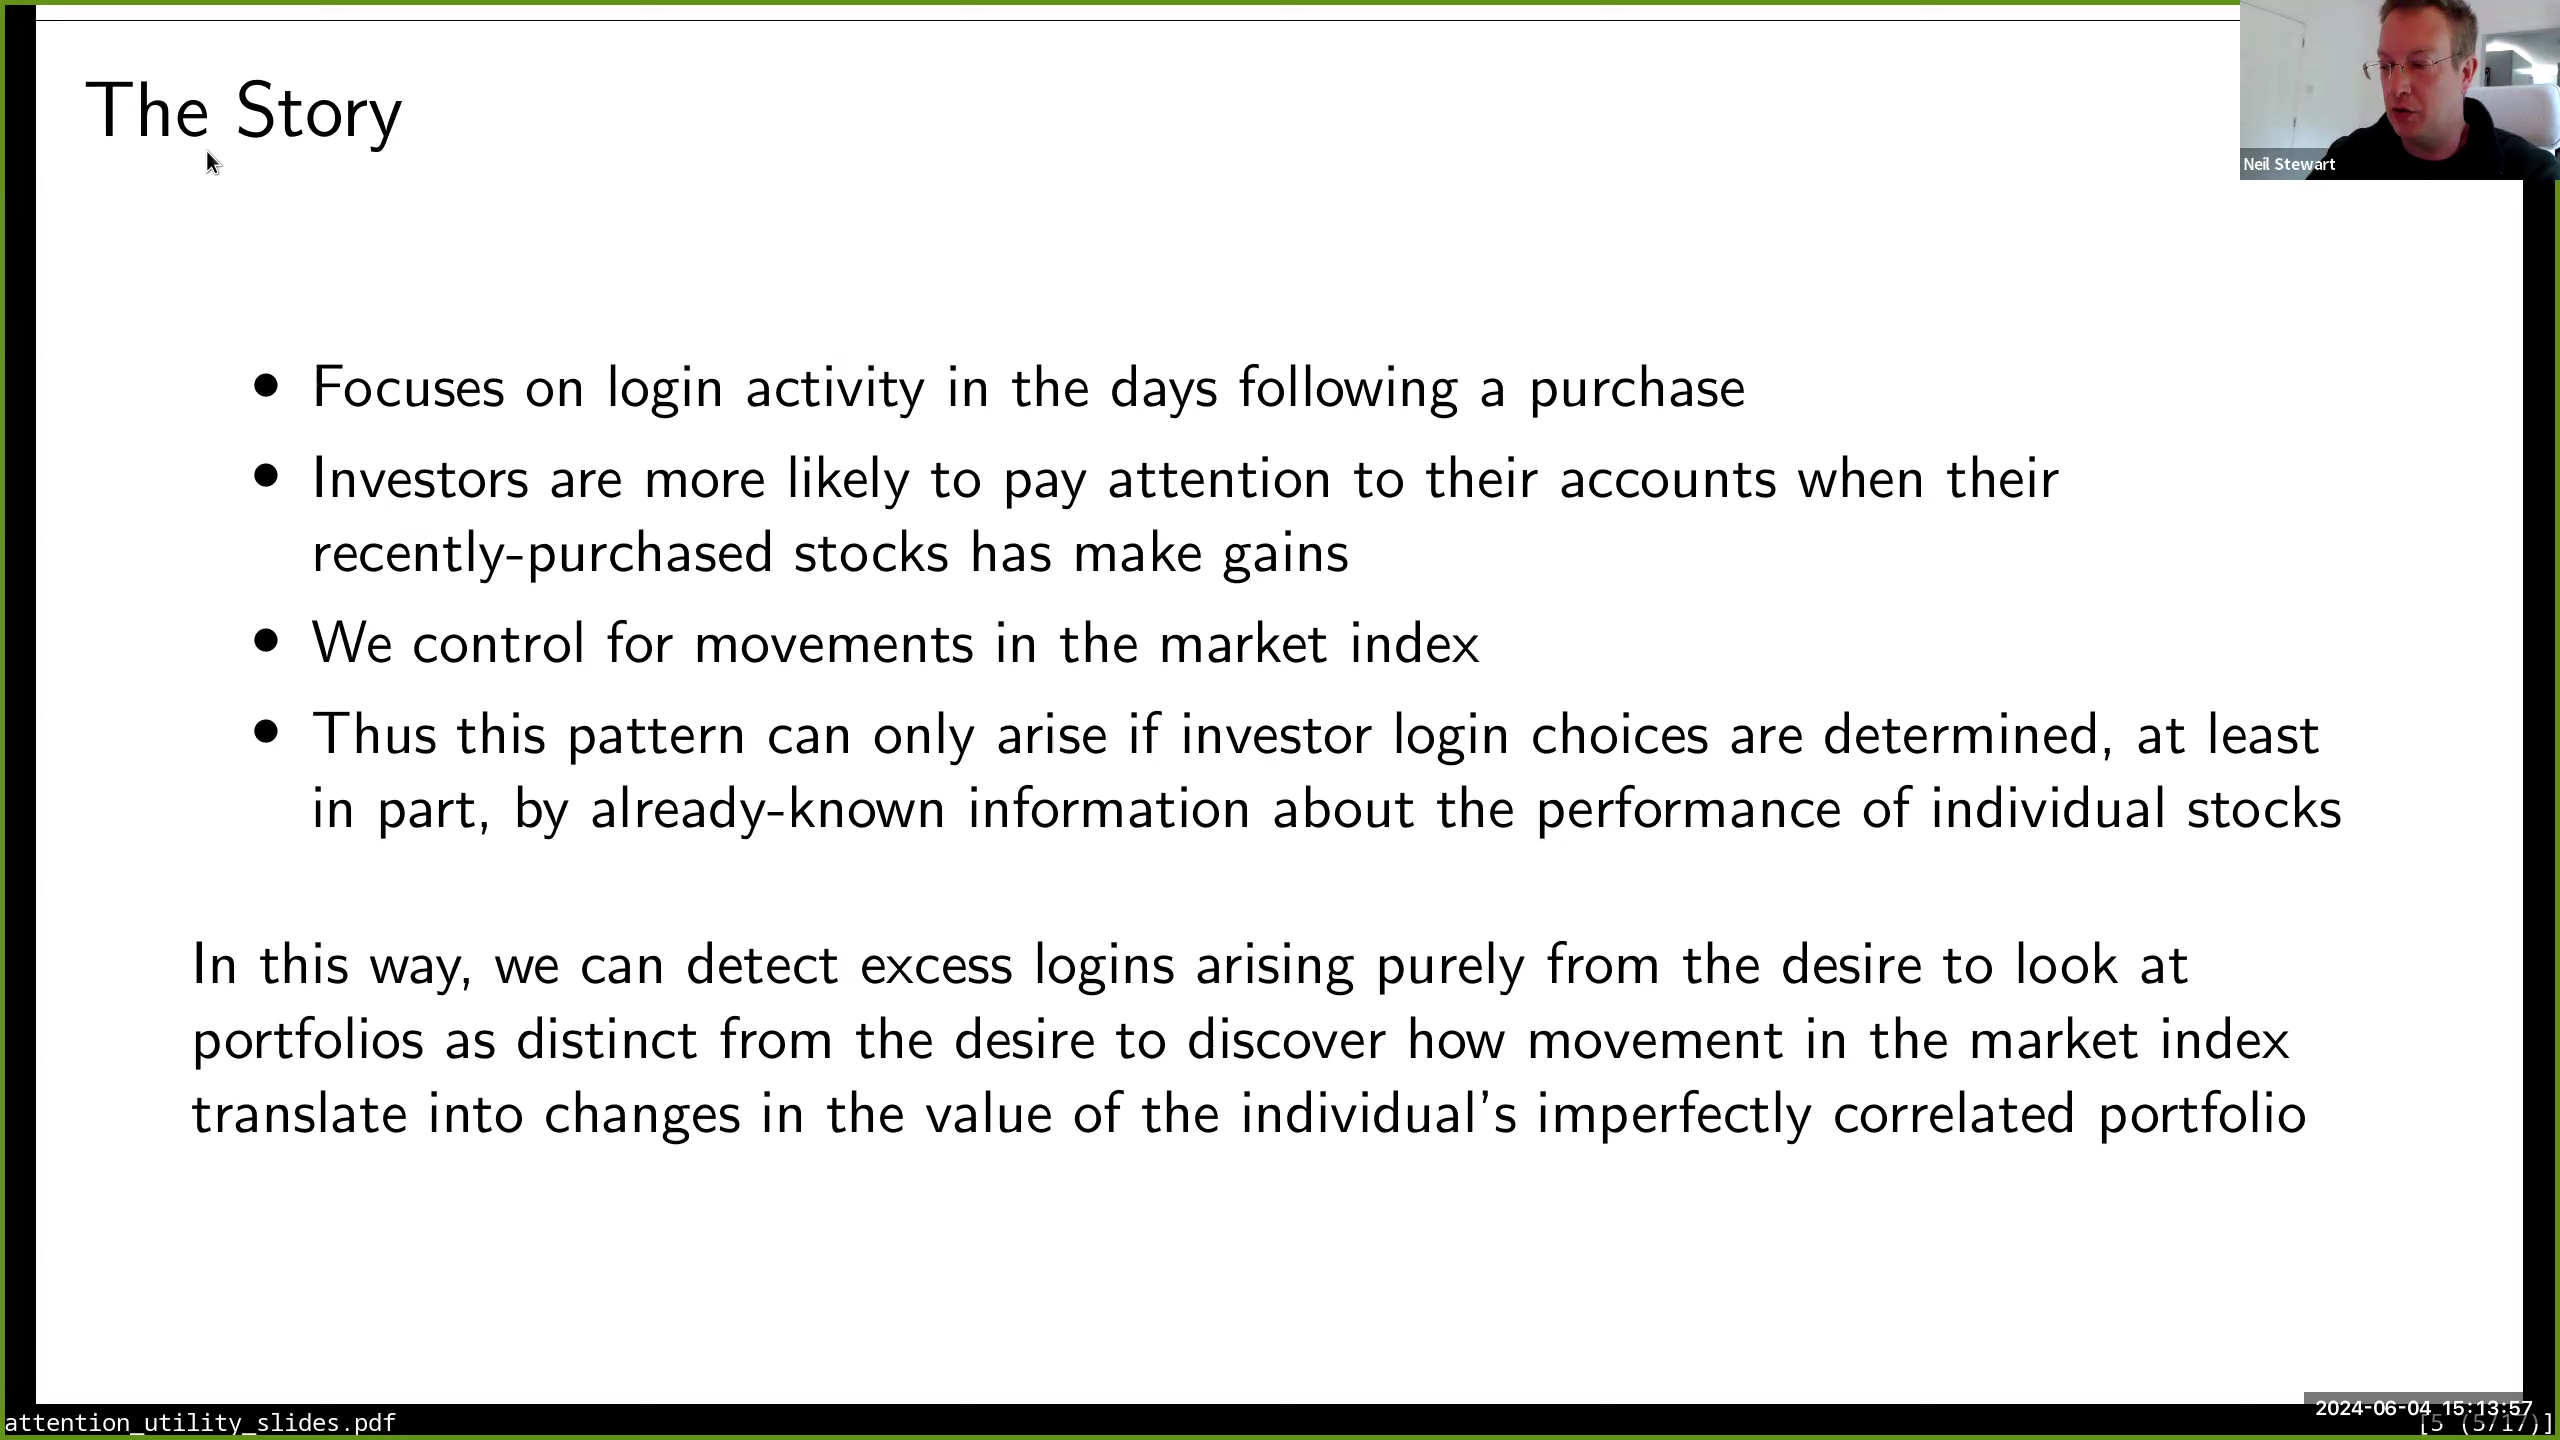 The Story
Neil Stewart
• Focuses on login activity in the days following a purchase
• Investors are more likely to pay attention to their accounts when their
recently-purchased stocks has make gains
• We control for movements in the market index
• Thus this pattern can only arise if investor login choices are determined, at least
in part, by already-known information about the performance of individual stocks
In this way, we can detect excess logins arising purely from the desire to look at
portfolios as distinct from the desire to discover how movement in the market index
translate into changes in the value of the individual's imperfectly correlated portfolio
2024-06-04 15:13:57
attention_utility_slides.pdf
[5 (5/17)]